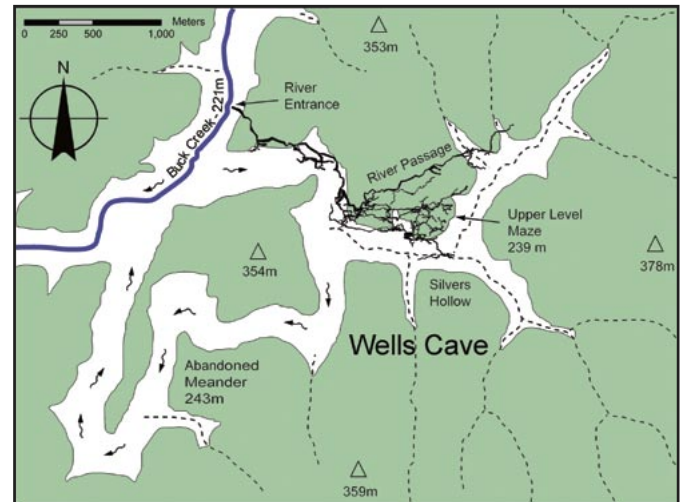 Meters
0 250 500 1,000
N
353m
River
Entrance
Buck Creek - 221m
River Passage
Upper Level
Maze
239 m
354m
378m
Silvers
Hollow
Wells Cave
Abandoned
Meander
243m
359m